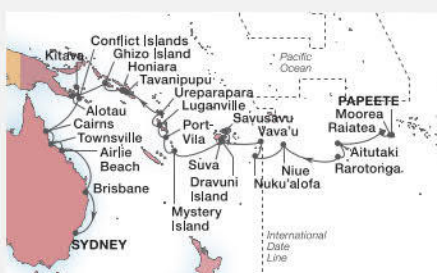 Conflict Islands
Kitava
Ghizo Island
Honiara
Tavanipupu
Ureparapara
Luganville
Pacific
Ocean
PAPEETE
Moorea
Raiatea
Savusavu
Vava'u
Alotau
Cairns
Townsville
Airlie
Beach
Port-
Vila
Aitutaki
Rarotonga
Suva
Dravuni
Island
Niue
Nuku'alofa
Brisbane
Mystery
Island
SYDNEY
International
Date
Line